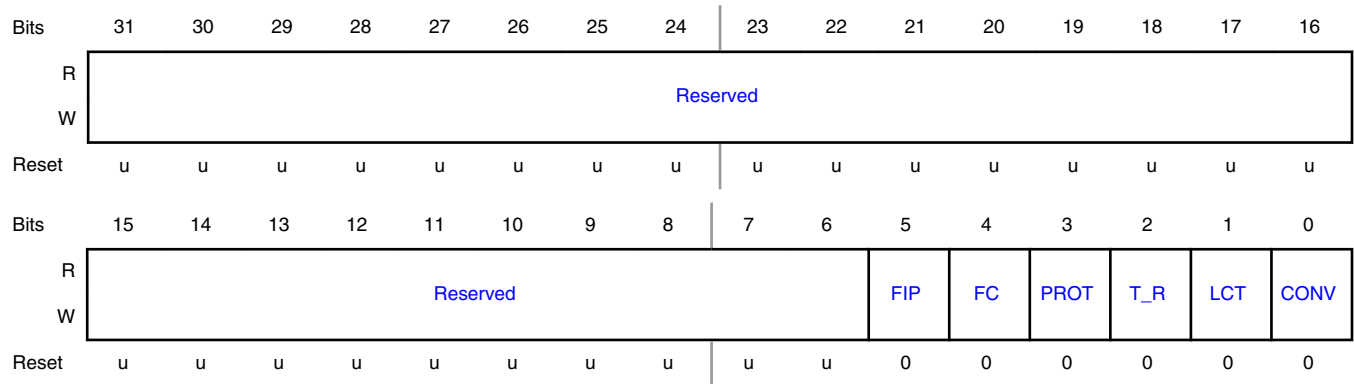 Bits 31 30 29 28 27 26 25 24 23 22 21 20 19 18 17 16
R
Reserved
W
Reset u u u u u u u u u u u u u u u u
Bits 15 14 13 12 11 10 9 8 7 6 5 4 3 2 1 0
R
Reserved FIP FC PROT T_R LCT CONV
W
Reset u u u u u u u u u u 0 0 0 0 0 0